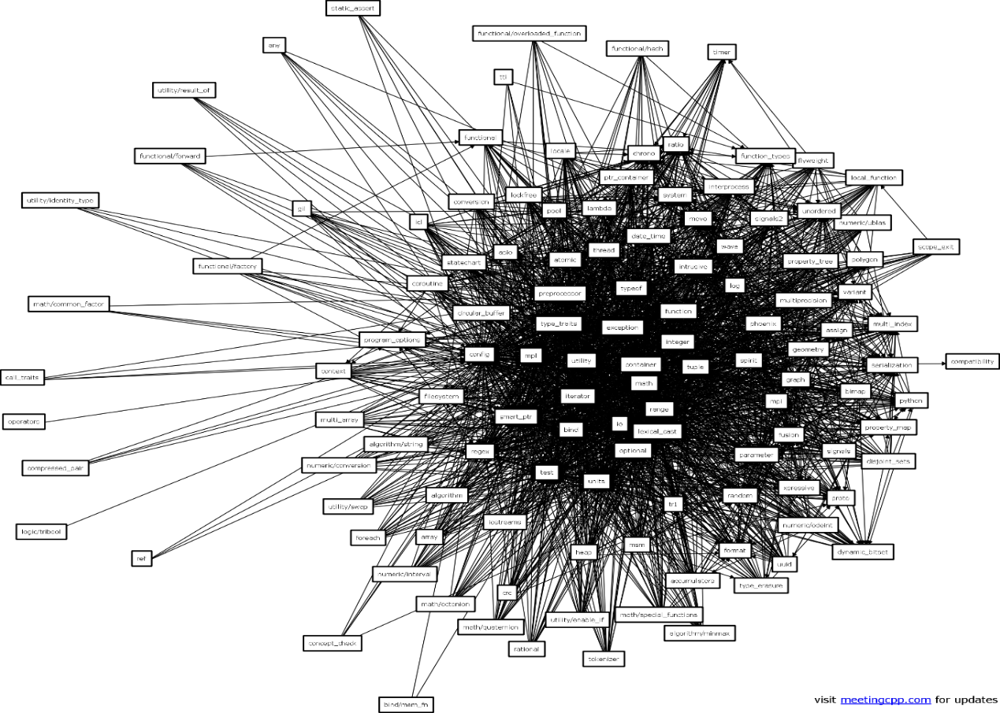 static_assert
functional/overloaded_function
any
functional/hash
timer
tti
utility/result_of
functional
ratio
locale
chrono
functional/forward
function_types
flyweight
ptr_container
local_function
interprocess
lockfree
system
utility/identity_type
conversion
gil
pool
lambda
unordered
move
signals2
icl
numeric/ublas
date_time
wave
scope_exit
thread
asio
atomic
statechart
property_tree
polygon
functional/factory
intrusive
coroutine
log
typeof
preprocessor
variant
multiprecision
math/common_factor
function
circular_buffer
type_traits
phoenix
multi_index
exception
assign
program_options
integer
geometry
config
mpl
utility
spirit
compatibility
container
serialization
tuple
context
call_traits
graph
math
bimap
filesystem
iterator
python
mpi
range
smart_ptr
multi_array
operators
io
property_map
bind
lexical_cast
fusion
algorithm/string
regex
optional
signals
parameter
disjoint_sets
numeric/conversion
compressed_pair
test
units
xpressive
algorithm
random
proto
tr1
utility/swap
iostreams
numeric/odeint
logic/tribool
foreach
array
msm
format
heap
dynamic_bitset
ref
uuid
numeric/interval
accumulators
type_erasure
crc
math/octonion
math/special_functions
utility/enable_if
math/quaternion
algorithm/minmax
concept_check
rational
tokenizer
bind/mem_fn
visit meetingcpp.com for updates